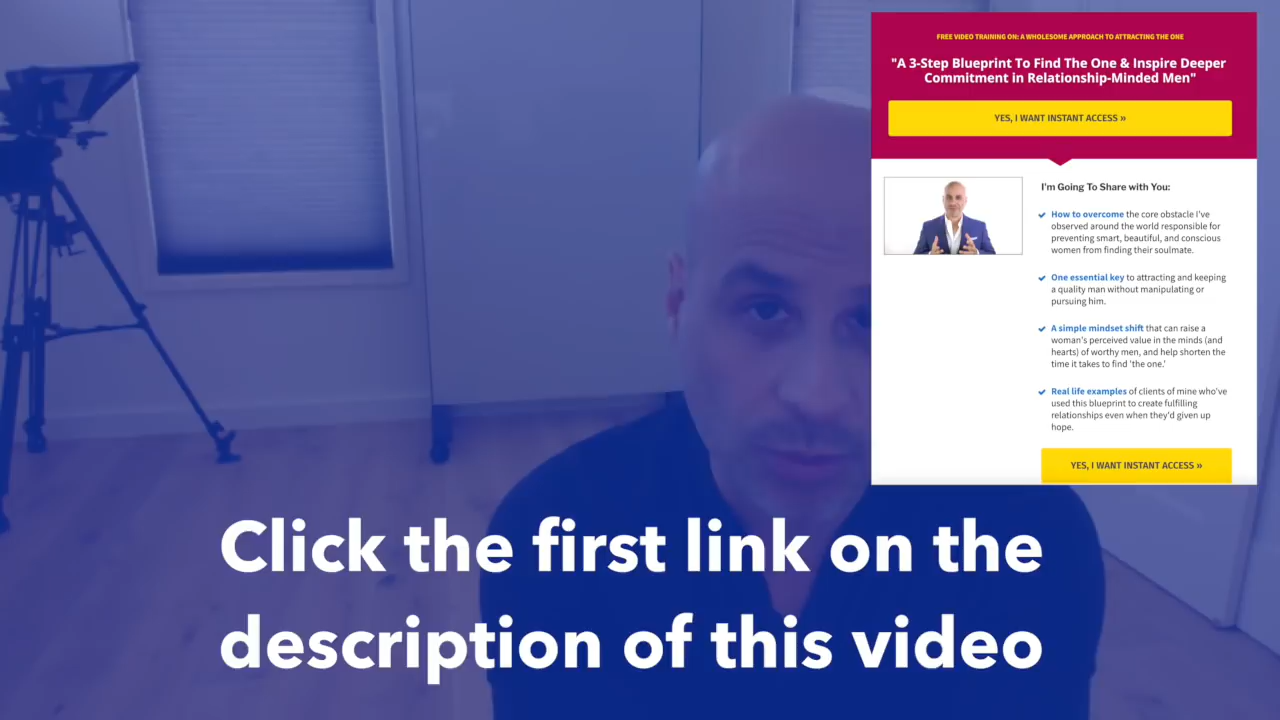 FREE VIDEO TRAINING ON: A WHOLESOME APPROACH TO ATTRACTING THE ONE
"A 3-Step Blueprint To Find The One & Inspire Deeper
Commitment in Relationship-Minded Men"
YES, I WANT INSTANT ACCESS »
I'm Going To Share with You:
How to overcome the core obstacle I've
observed around the world responsible for
preventing smart, beautiful, and conscious
women from finding their soulmate.
One essential key to attracting and keeping
a quality man without manipulating or
pursuing him.
A simple mindset shift that can raise a
woman's perceived value in the minds (and
hearts) of worthy men, and help shorten the
time it takes to find 'the one.'
Real life examples of clients of mine who've
used this blueprint to create fulfilling
relationships even when they'd given up
hope.
YES, I WANT INSTANT ACCESS »
Click the first link on the
description of this video